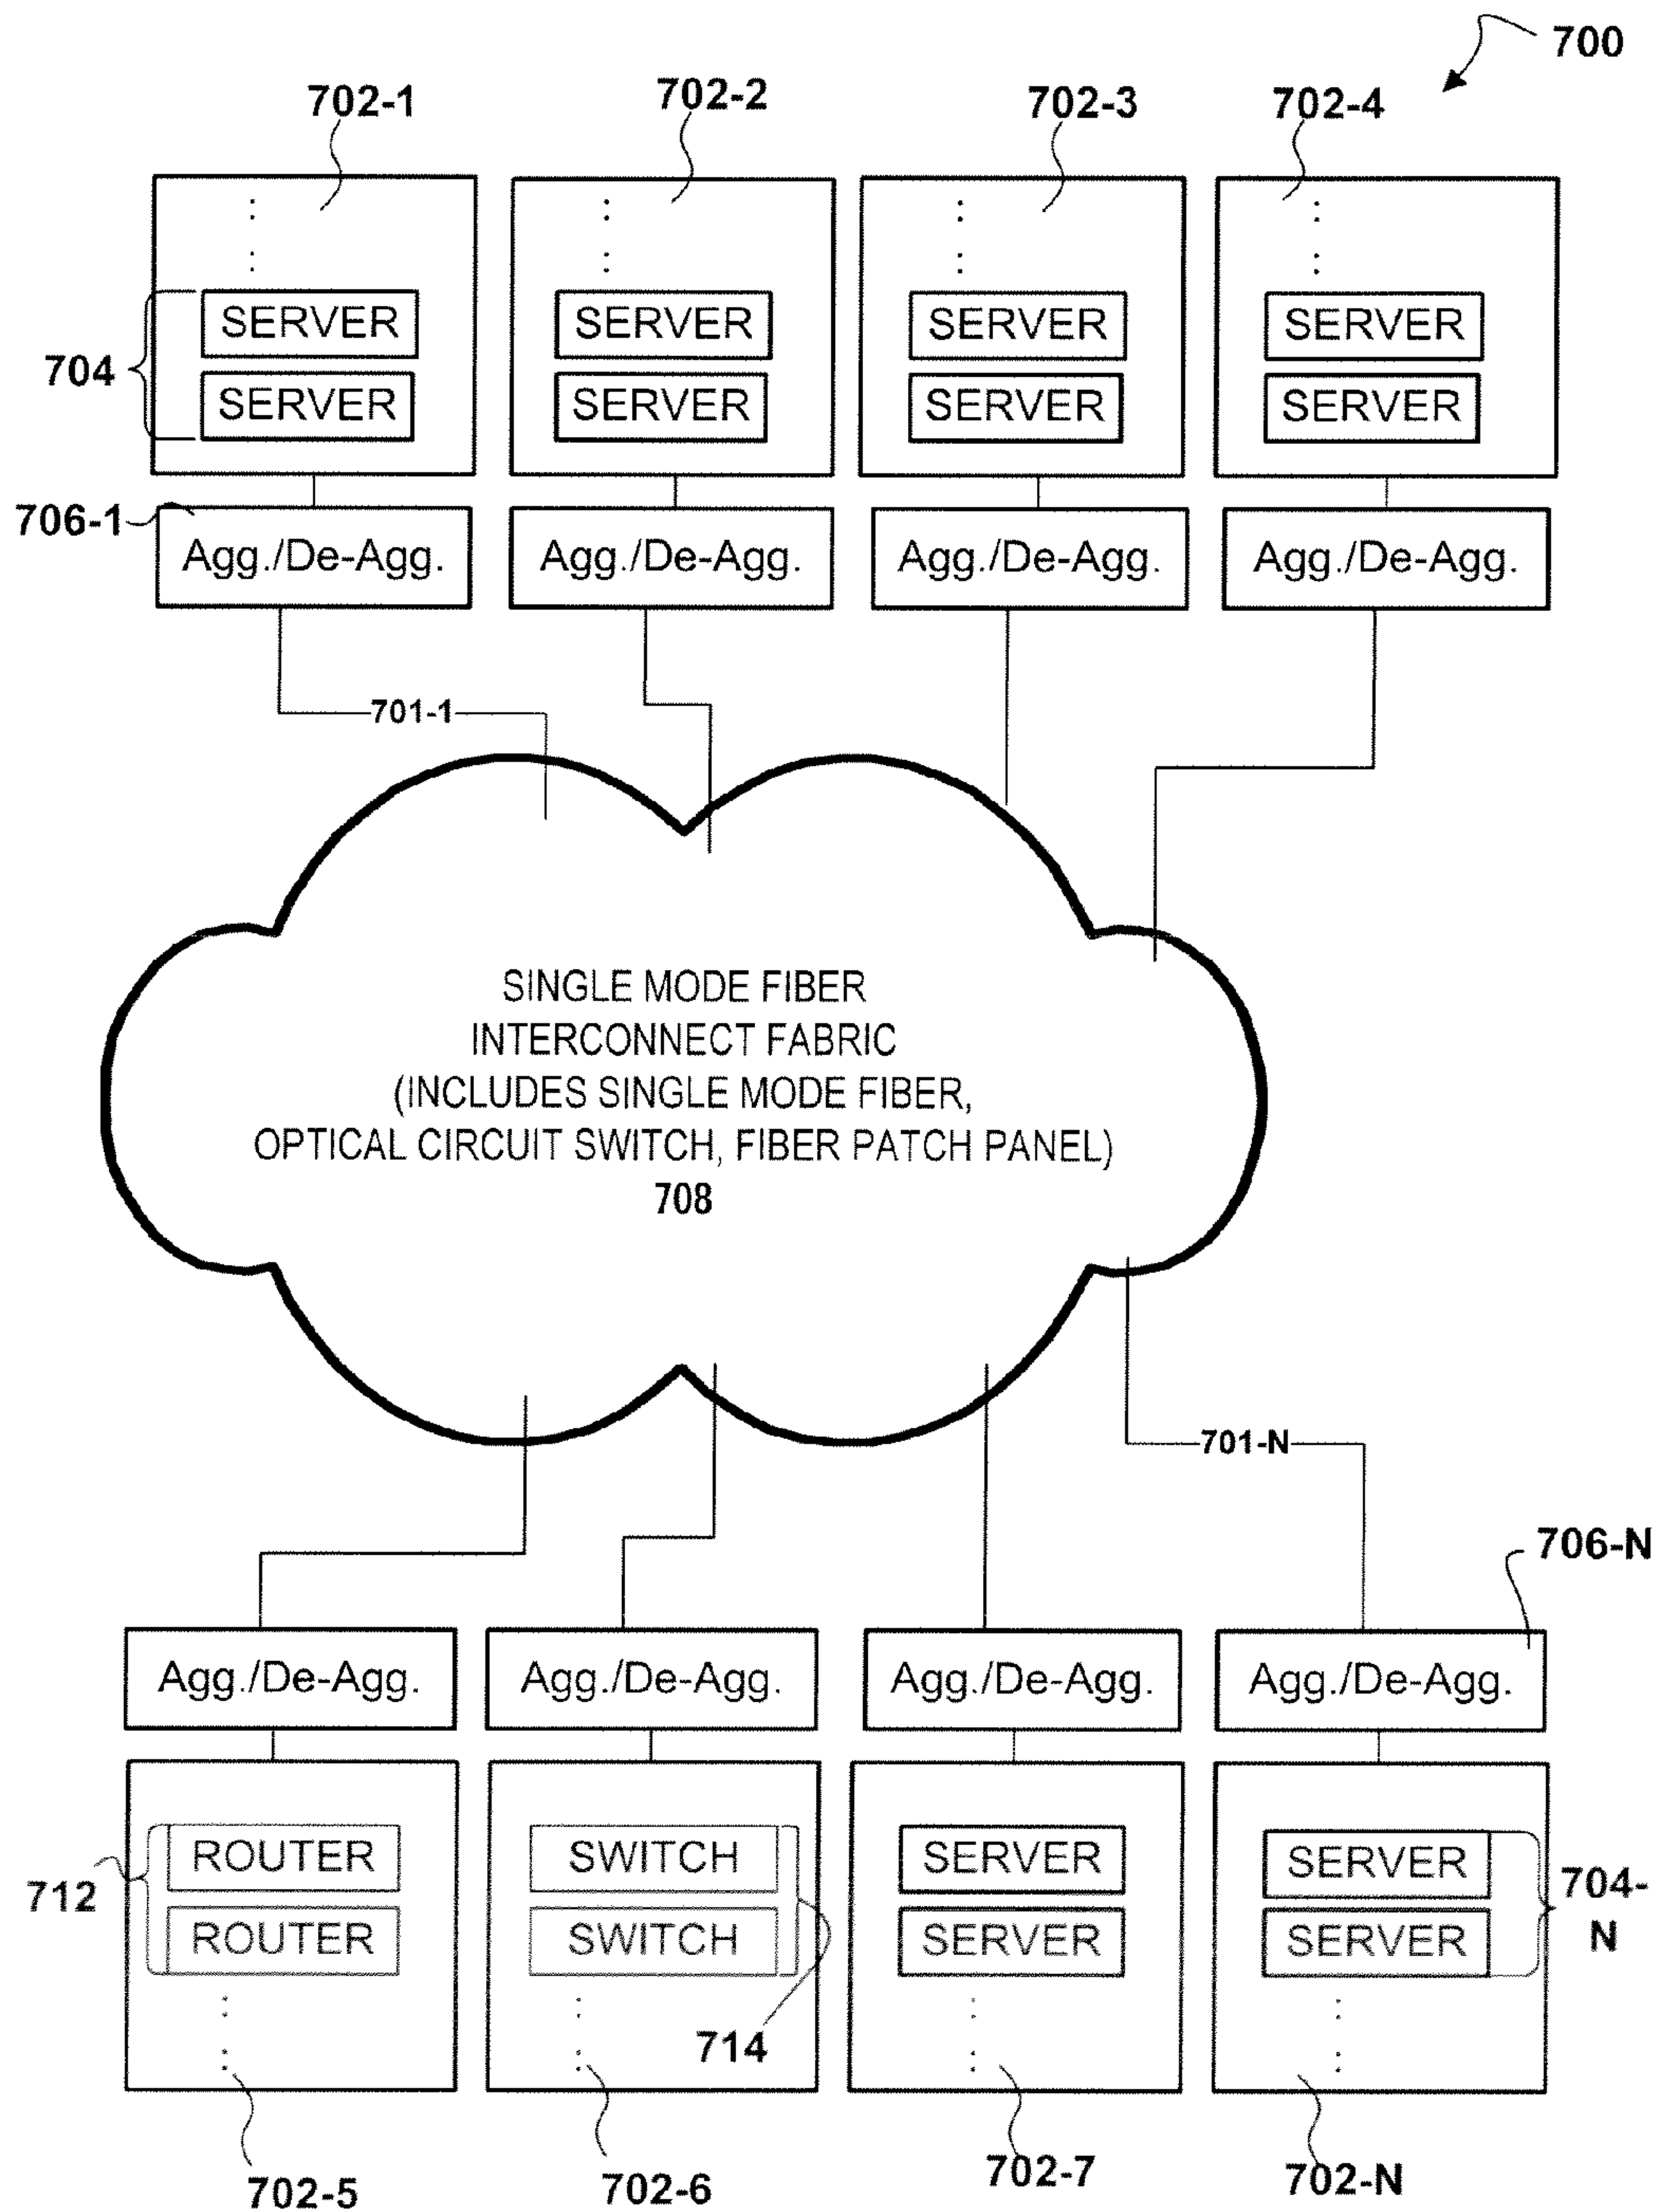 700
702-1
702-2
702-3
702-4
SERVER
SERVER
SERVER
SERVER
704
SERVER
SERVER
SERVER
SERVER
706-1
Agg./De-Agg.
Agg./De-Agg.
Agg./De-Agg.
Agg./De-Agg.
701-1
SINGLE MODE FIBER
INTERCONNECT FABRIC
(INCLUDES SINGLE MODE FIBER,
OPTICAL CIRCUIT SWITCH, FIBER PATCH PANEL)
708
701-N
706-N
Agg./De-Agg.
Agg./De-Agg.
Agg./De-Agg.
Agg./De-Agg.
ROUTER
SWITCH
SERVER
SERVER
712
704-
N
ROUTER
SWITCH
SERVER
SERVER
714
702-5
702-6
702-7
702-N